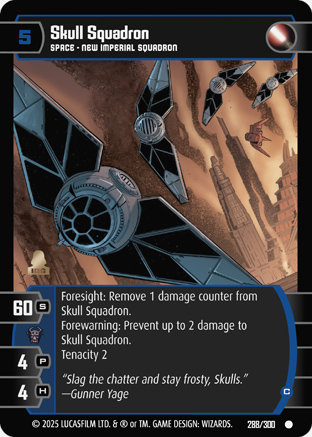 5
Skull Squadron
SPACE - NEW IMPERIAL SQUADRON
60 S
4 P
4 H
Foresight: Remove 1 damage counter from
Skull Squadron.
Forewarning: Prevent up to 2 damage to
Skull Squadron.
Tenacity 2
“Slag the chatter and stay frosty, Skulls.”
—Gunner Yage
C
© 2025 LUCASFILM LTD. & ® or TM. GAME DESIGN: WIZARDS.
288/300